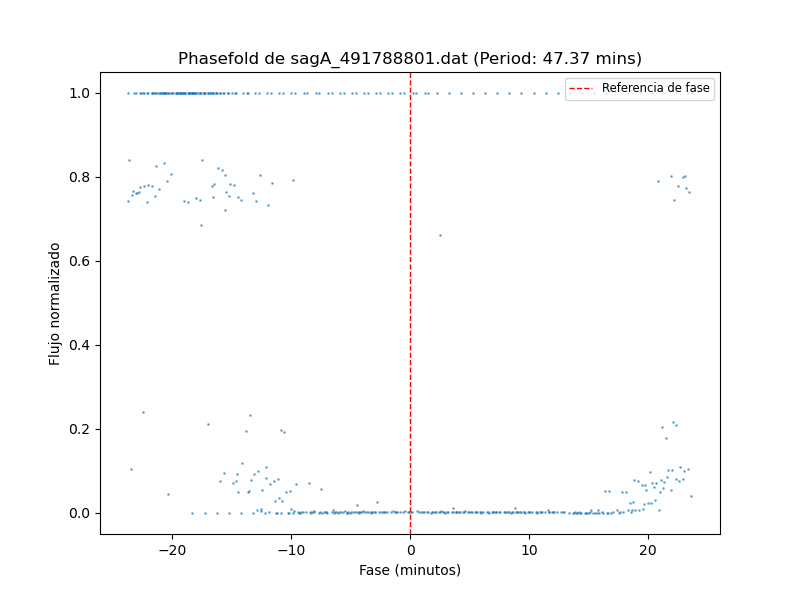 Phasefold de sagA_491788801.dat (Period: 47.37 mins)
Referencia de fase
Flujo normalizado
1.0
0.8
0.6
0.4
0.2
0.0
−20
−10
0
10
20
Fase (minutos)